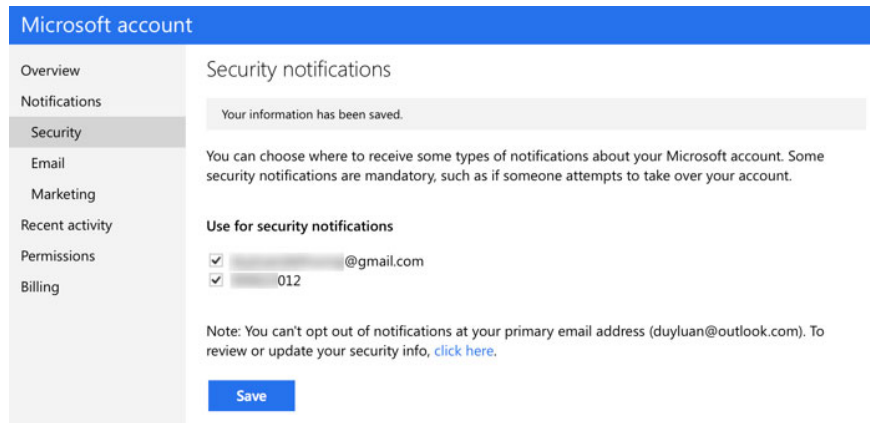 Microsoft account
Overview
Notifications
Security
Email
Marketing
Recent activity
Permissions
Billing
Security notifications
Your information has been saved.
You can choose where to receive some types of notifications about your Microsoft account. Some
security notifications are mandatory, such as if someone attempts to take over your account.
Use for security notifications
@gmail.com
012
Note: You can't opt out of notifications at your primary email address (duyluan@outlook.com). To
review or update your security info, click here.
Save